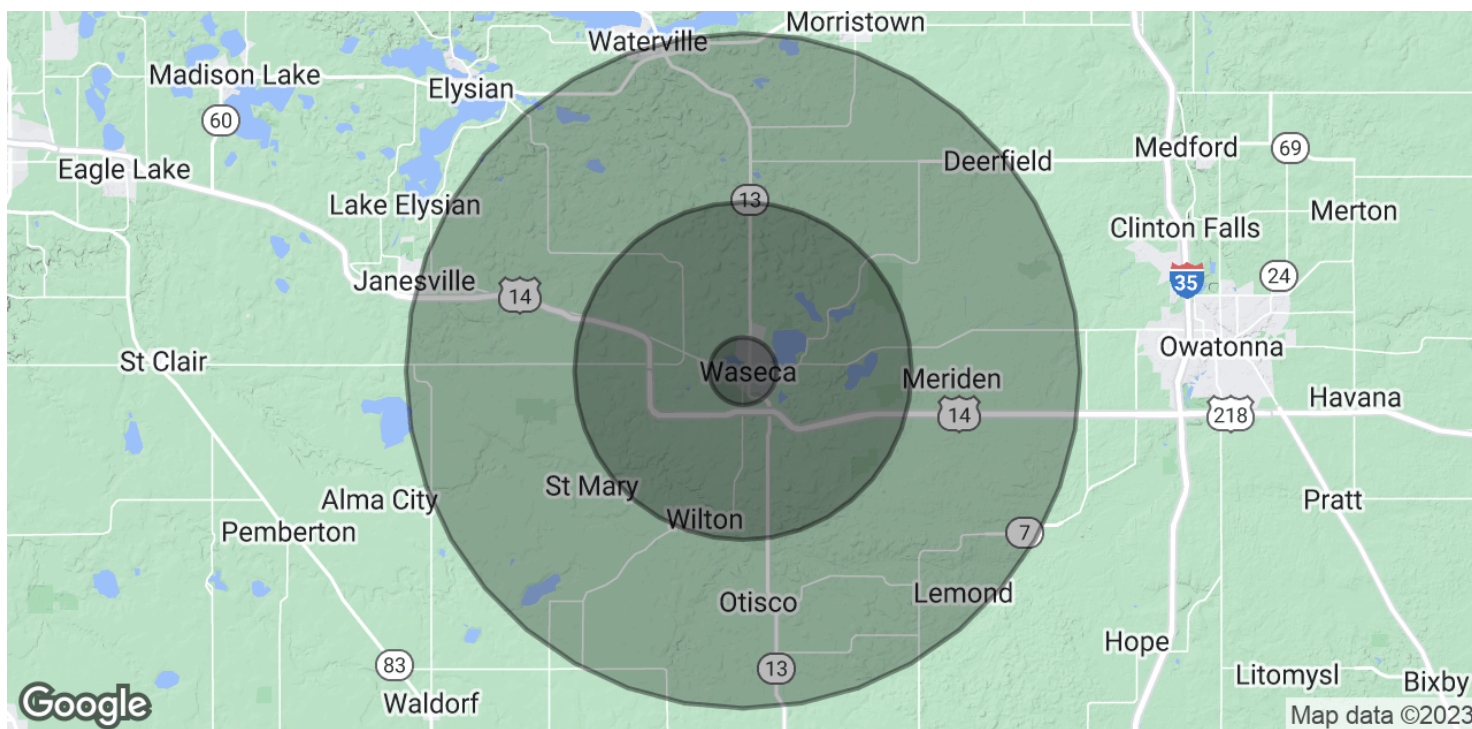 Morristown
Waterville
Madison Lake
Elysian
60
Medford
69
Deerfield
Eagle Lake
13
Lake Elysian
Merton
Clinton Falls
Janesville
14
35
24
St Clair
Waseca
Meriden
Owatonna
14
218
Havana
St Mary
Alma City
Pratt
Wilton
Pemberton
7
Otisco
Lemond
Hope
83
13
Litomysl
Bixby
Waldorf
Google
Map data ©2023